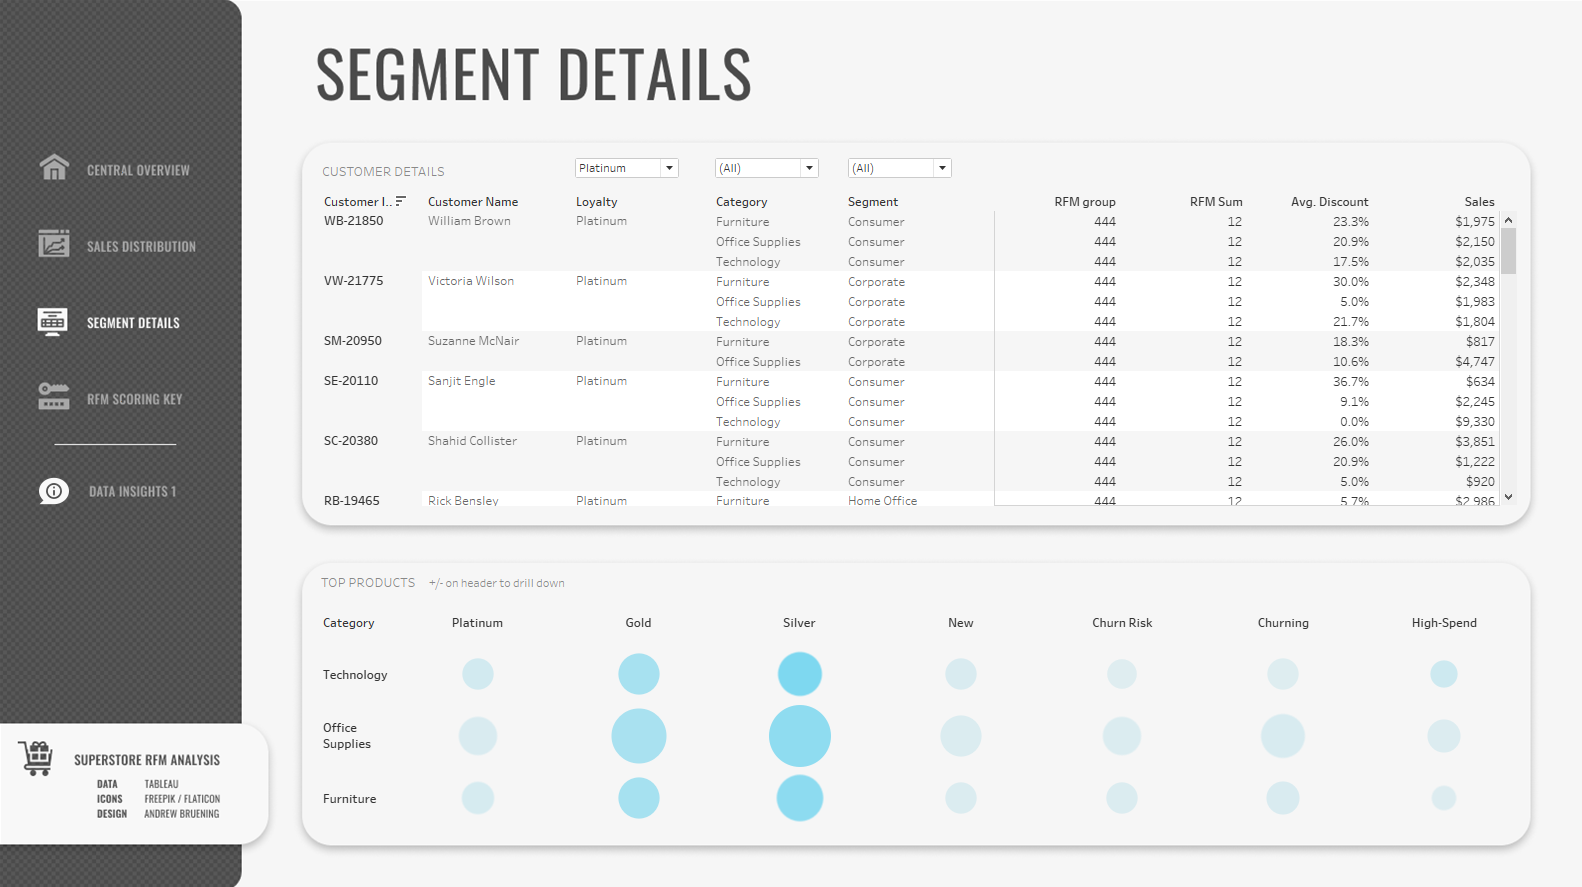 SEGMENT DETAILS
CENTRAL OVERVIEW
SALES DISTRIBUTION
SEGMENT DETAILS
RFM SCORING KEY
DATA INSIGHTS 1
SUPERSTORE RFM ANALYSIS
DATA TABLEAU
ICONS FREEPIK / FLATICON
DESIGN ANDREW BRUENING
CUSTOMER DETAILS Platinum (All) (All)
Customer I.. Customer Name Loyalty Category Segment RFM group RFM Sum Avg. Discount Sales
WB-21850 William Brown Platinum Furniture Consumer 444 12 23.3% $1,975
Office Supplies Consumer 444 12 20.9% $2,150
Technology Consumer 444 12 17.5% $2,035
VW-21775 Victoria Wilson Platinum Furniture Corporate 444 12 30.0% $2,348
Office Supplies Corporate 444 12 5.0% $1,983
Technology Corporate 444 12 21.7% $1,804
SM-20950 Suzanne McNair Platinum Furniture Corporate 444 12 18.3% $817
Office Supplies Corporate 444 12 10.6% $4,747
SE-20110 Sanjit Engle Platinum Furniture Consumer 444 12 36.7% $634
Office Supplies Consumer 444 12 9.1% $2,245
Technology Consumer 444 12 0.0% $9,330
SC-20380 Shahid Collister Platinum Furniture Consumer 444 12 26.0% $3,851
Office Supplies Consumer 444 12 20.9% $1,222
Technology Consumer 444 12 5.0% $920
RB-19465 Rick Bensley Platinum Furniture Home Office 444 12 5.7% $2,986
TOP PRODUCTS +/- on header to drill down
Category Platinum Gold Silver New Churn Risk Churning High-Spend
Technology
Office
Supplies
Furniture